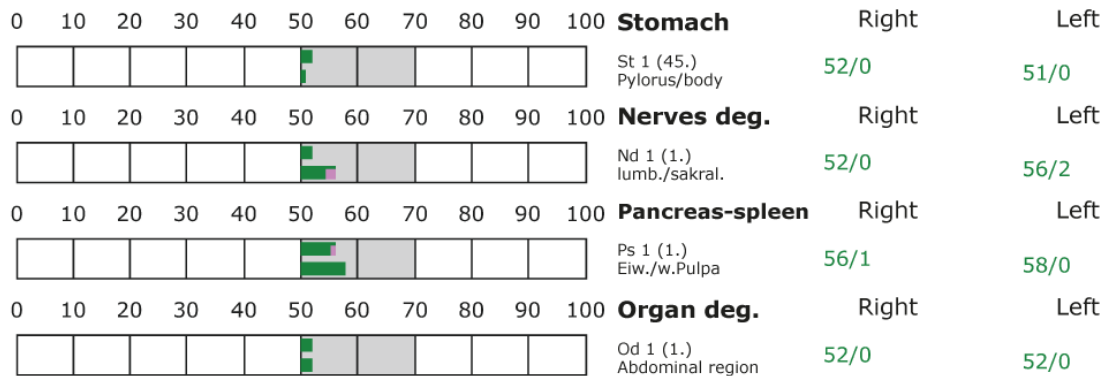 0 10 20 30 40 50 60 70 80 90 100 Stomach Right Left
St 1 (45.) 52/0 51/0
Pylorus/body
0 10 20 30 40 50 60 70 80 90 100 Nerves deg. Right Left
Nd 1 (1.) 52/0 56/2
lumb./sakral.
0 10 20 30 40 50 60 70 80 90 100 Pancreas-spleen Right Left
Ps 1 (1.) 56/1 58/0
Eiw./w.Pulpa
0 10 20 30 40 50 60 70 80 90 100 Organ deg. Right Left
Od 1 (1.) 52/0 52/0
Abdominal region